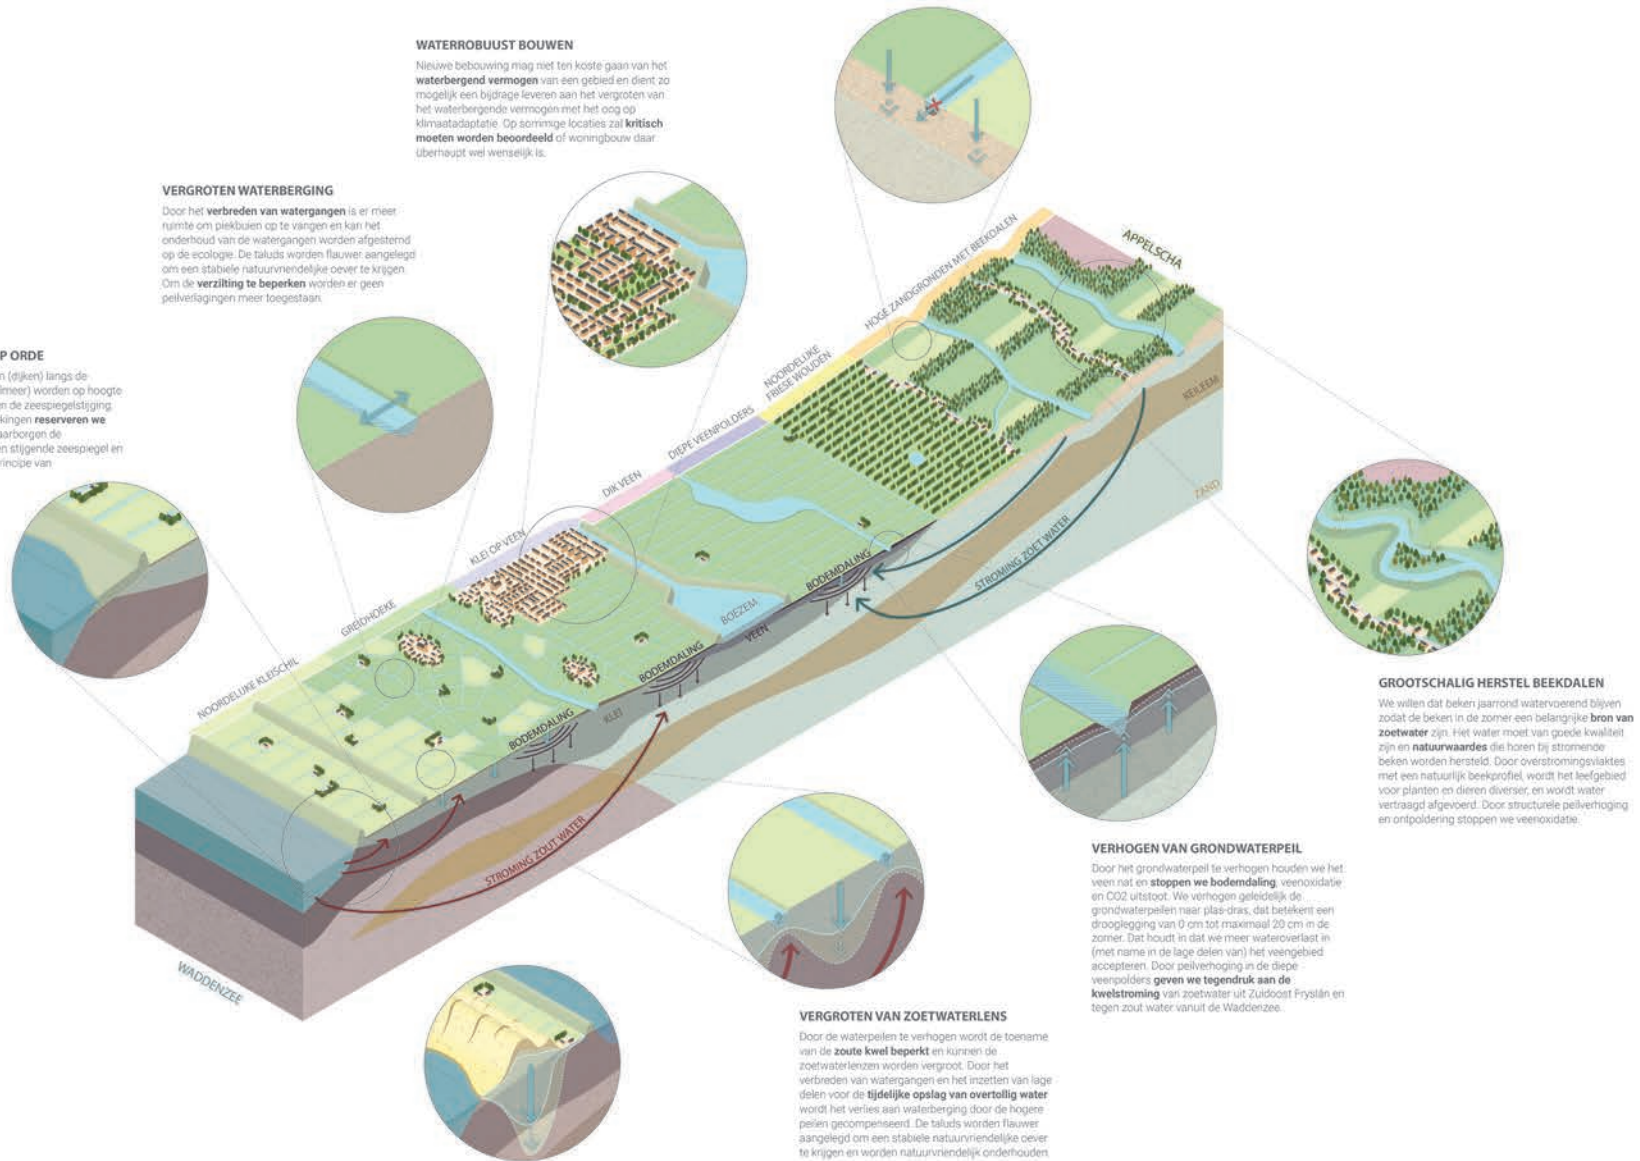 WATERROBUUST BOUWEN
Nieuwe bebouwing mag niet ten koste gaan van het
waterbergend vermogen van een gebied en dient zo
mogelijk een bijdrage leveren aan het vergroten van
het waterbergende vermogen met het oog op
klimaatadaptatie. Op sommige locaties zal kritisch
moeten worden beoordeeld of woningbouw daar
überhaupt wel wenselijk is.
VERGROTEN WATERBERGING
Door het verbreden van watergangen is er meer
ruimte om piekbuien op te vangen en kan het
onderhoud van de watergangen worden afgestemd
op de ecologie. De taluds worden flauwer aangelegd
om een stabiele natuurvriendelijke oever te krijgen.
Om de verzilting te beperken worden er geen
peilverlagingen meer toegestaan.
P ORDE
n (dijken) langs de
lmeer) worden op hoogte
en de zeespiegelstijging.
kingen reserveren we
aarborgen de
en stijgende zeespiegel en
rincipe van
NOORDELIJKE KLEISCHIL
GREIDHOEKE
KLEI OP VEEN
DIK VEEN
DIEPE VEENPOLDERS
NOORDELIJKE
FRIESE WOUDEN
HOGE ZANDGRONDEN MET BEEKDALEN
APPELSCHA
KEILEEM
ZAND
STROMING ZOET WATER
BODEMDALING
BOEZEM
VEEN
BODEMDALING
KLEI
BODEMDALING
STROMING ZOUT WATER
WADDENZEE
GROOTSCHALIG HERSTEL BEEKDALEN
We willen dat beken jaarrond watervoerend blijven
zodat de beken in de zomer een belangrijke bron van
zoetwater zijn. Het water moet van goede kwaliteit
zijn en natuurwaardes die horen bij stromende
beken worden hersteld. Door overstromingsvlaktes
met een natuurlijk beekprofiel, wordt het leefgebied
voor planten en dieren diverser, en wordt water
vertraagd afgevoerd. Door structurele peilverhoging
en ontpoldering stoppen we veenoxidatie.
VERHOGEN VAN GRONDWATERPEIL
Door het grondwaterpeil te verhogen houden we het
veen nat en stoppen we bodemdaling, veenoxidatie
en CO2 uitstoot. We verhogen geleidelijk de
grondwaterpeilen naar plas-dras, dat betekent een
drooglegging van 0 cm tot maximaal 20 cm in de
zomer. Dat houdt in dat we meer wateroverlast in
(met name in de lage delen van) het veengebied
accepteren. Door peilverhoging in de diepe
veenpolders geven we tegendruk aan de
kwelstroming van zoetwater uit Zuidoost Fryslân en
tegen zout water vanuit de Waddenzee.
VERGROTEN VAN ZOETWATERLENS
Door de waterpeilen te verhogen wordt de toename
van de zoute kwel beperkt en kunnen de
zoetwaterlenzen worden vergroot. Door het
verbreden van watergangen en het inzetten van lage
delen voor de tijdelijke opslag van overtollig water
wordt het verlies aan waterberging door de hogere
peilen gecompenseerd. De taluds worden flauwer
aangelegd om een stabiele natuurvriendelijke oever
te krijgen en worden natuurvriendelijk onderhouden.